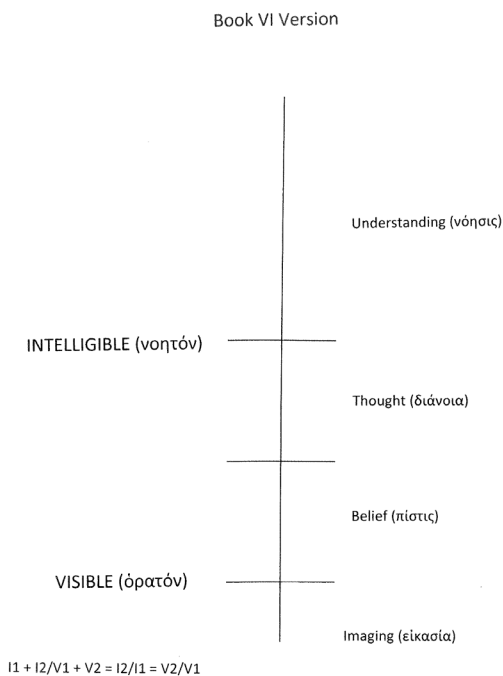 Book VI Version
Understanding (νόησις)
INTELLIGIBLE (νοητόν)
Thought (διάνοια)
Belief (πίστις)
VISIBLE (ὁρατόν)
Imaging (εἰκασία)
I1 + I2/V1 + V2 = I2/I1 = V2/V1